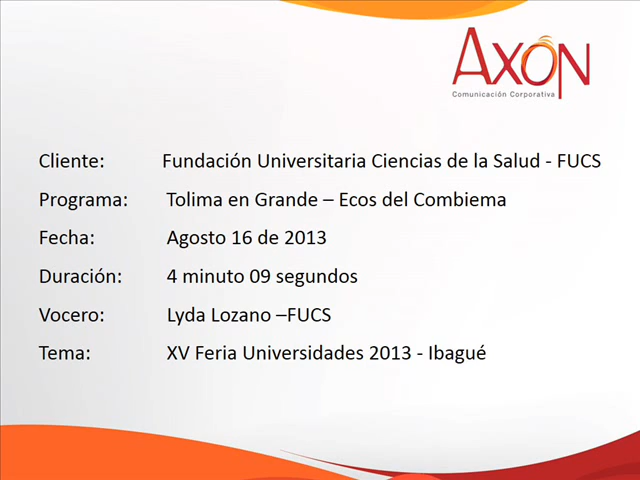 AXÓN
Comunicación Corporativa
Cliente: Fundación Universitaria Ciencias de la Salud - FUCS
Programa: Tolima en Grande – Ecos del Combiema
Fecha: Agosto 16 de 2013
Duración: 4 minuto 09 segundos
Vocero: Lyda Lozano –FUCS
Tema: XV Feria Universidades 2013 - Ibagué